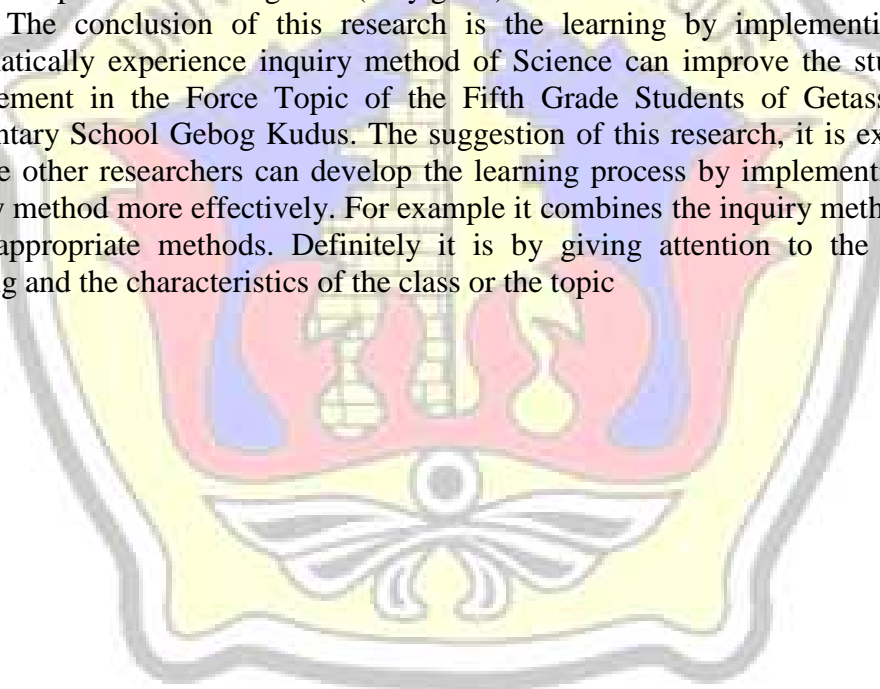 The conclusion of this research is the learning by implementi
atically experience inquiry method of Science can improve the stu
ement in the Force Topic of the Fifth Grade Students of Getass
ntary School Gebog Kudus. The suggestion of this research, it is ex
e other researchers can develop the learning process by implementi
y method more effectively. For example it combines the inquiry meth
appropriate methods. Definitely it is by giving attention to the
g and the characteristics of the class or the topic